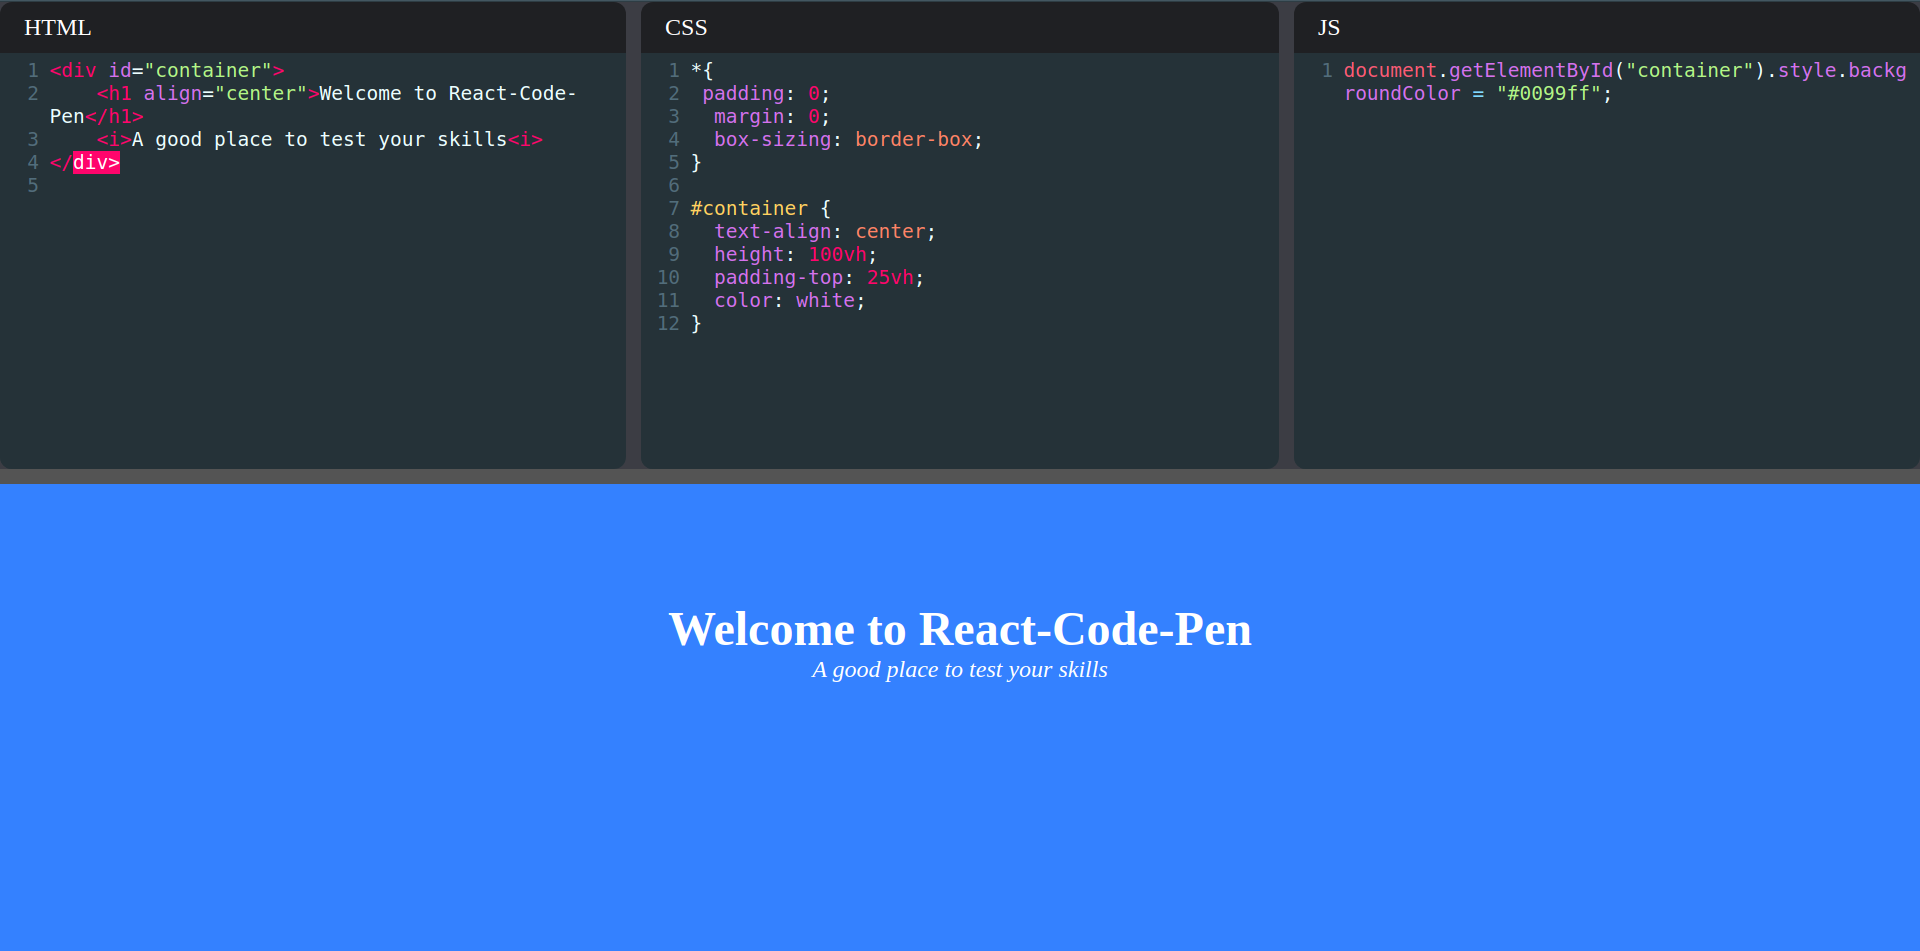 HTML
1 <div id="container">
2     <h1 align="center">Welcome to React-Code-
Pen</h1>
3     <i>A good place to test your skills<i>
4 </div>
5
CSS
1 *{
2  padding: 0;
3   margin: 0;
4   box-sizing: border-box;
5 }
6
7 #container {
8   text-align: center;
9   height: 100vh;
10   padding-top: 25vh;
11   color: white;
12 }
JS
1 document.getElementById("container").style.backg
roundColor = "#0099ff";
Welcome to React-Code-Pen
A good place to test your skills